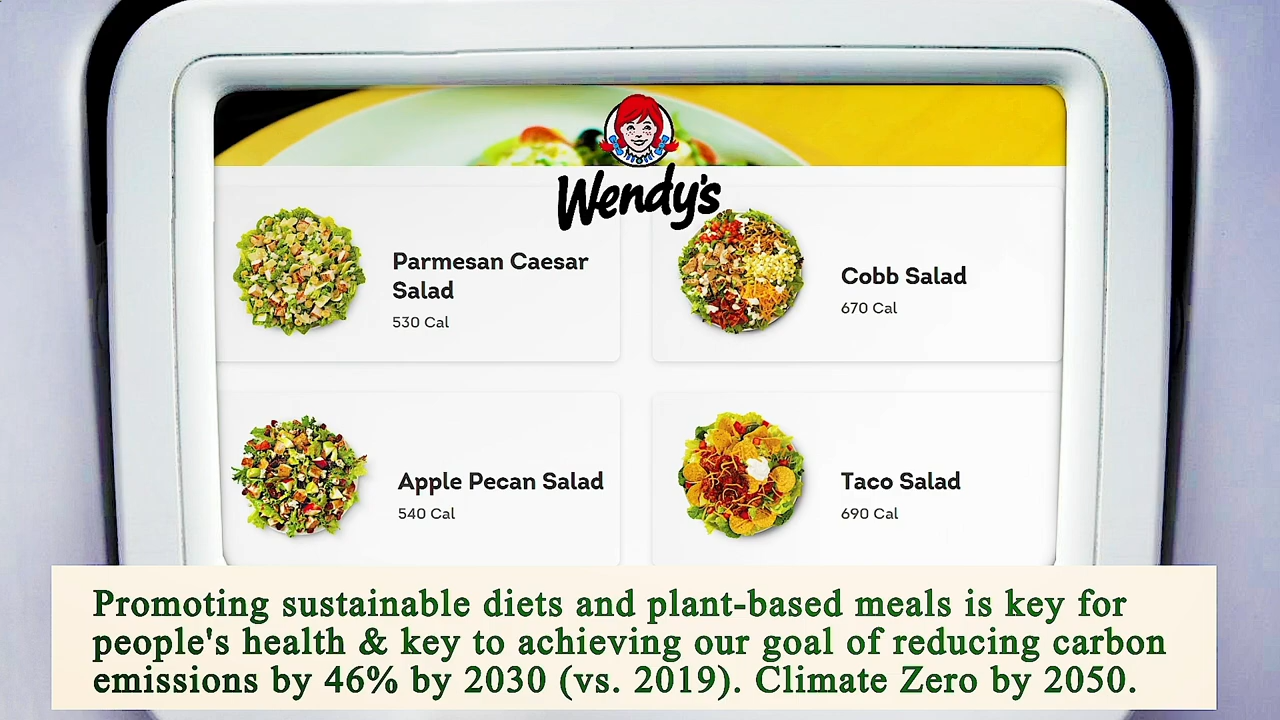 Wendy's
Parmesan Caesar
Salad
530 Cal
Cobb Salad
670 Cal
Apple Pecan Salad
540 Cal
Taco Salad
690 Cal
Promoting sustainable diets and plant-based meals is key for
people's health & key to achieving our goal of reducing carbon
emissions by 46% by 2030 (vs. 2019). Climate Zero by 2050.